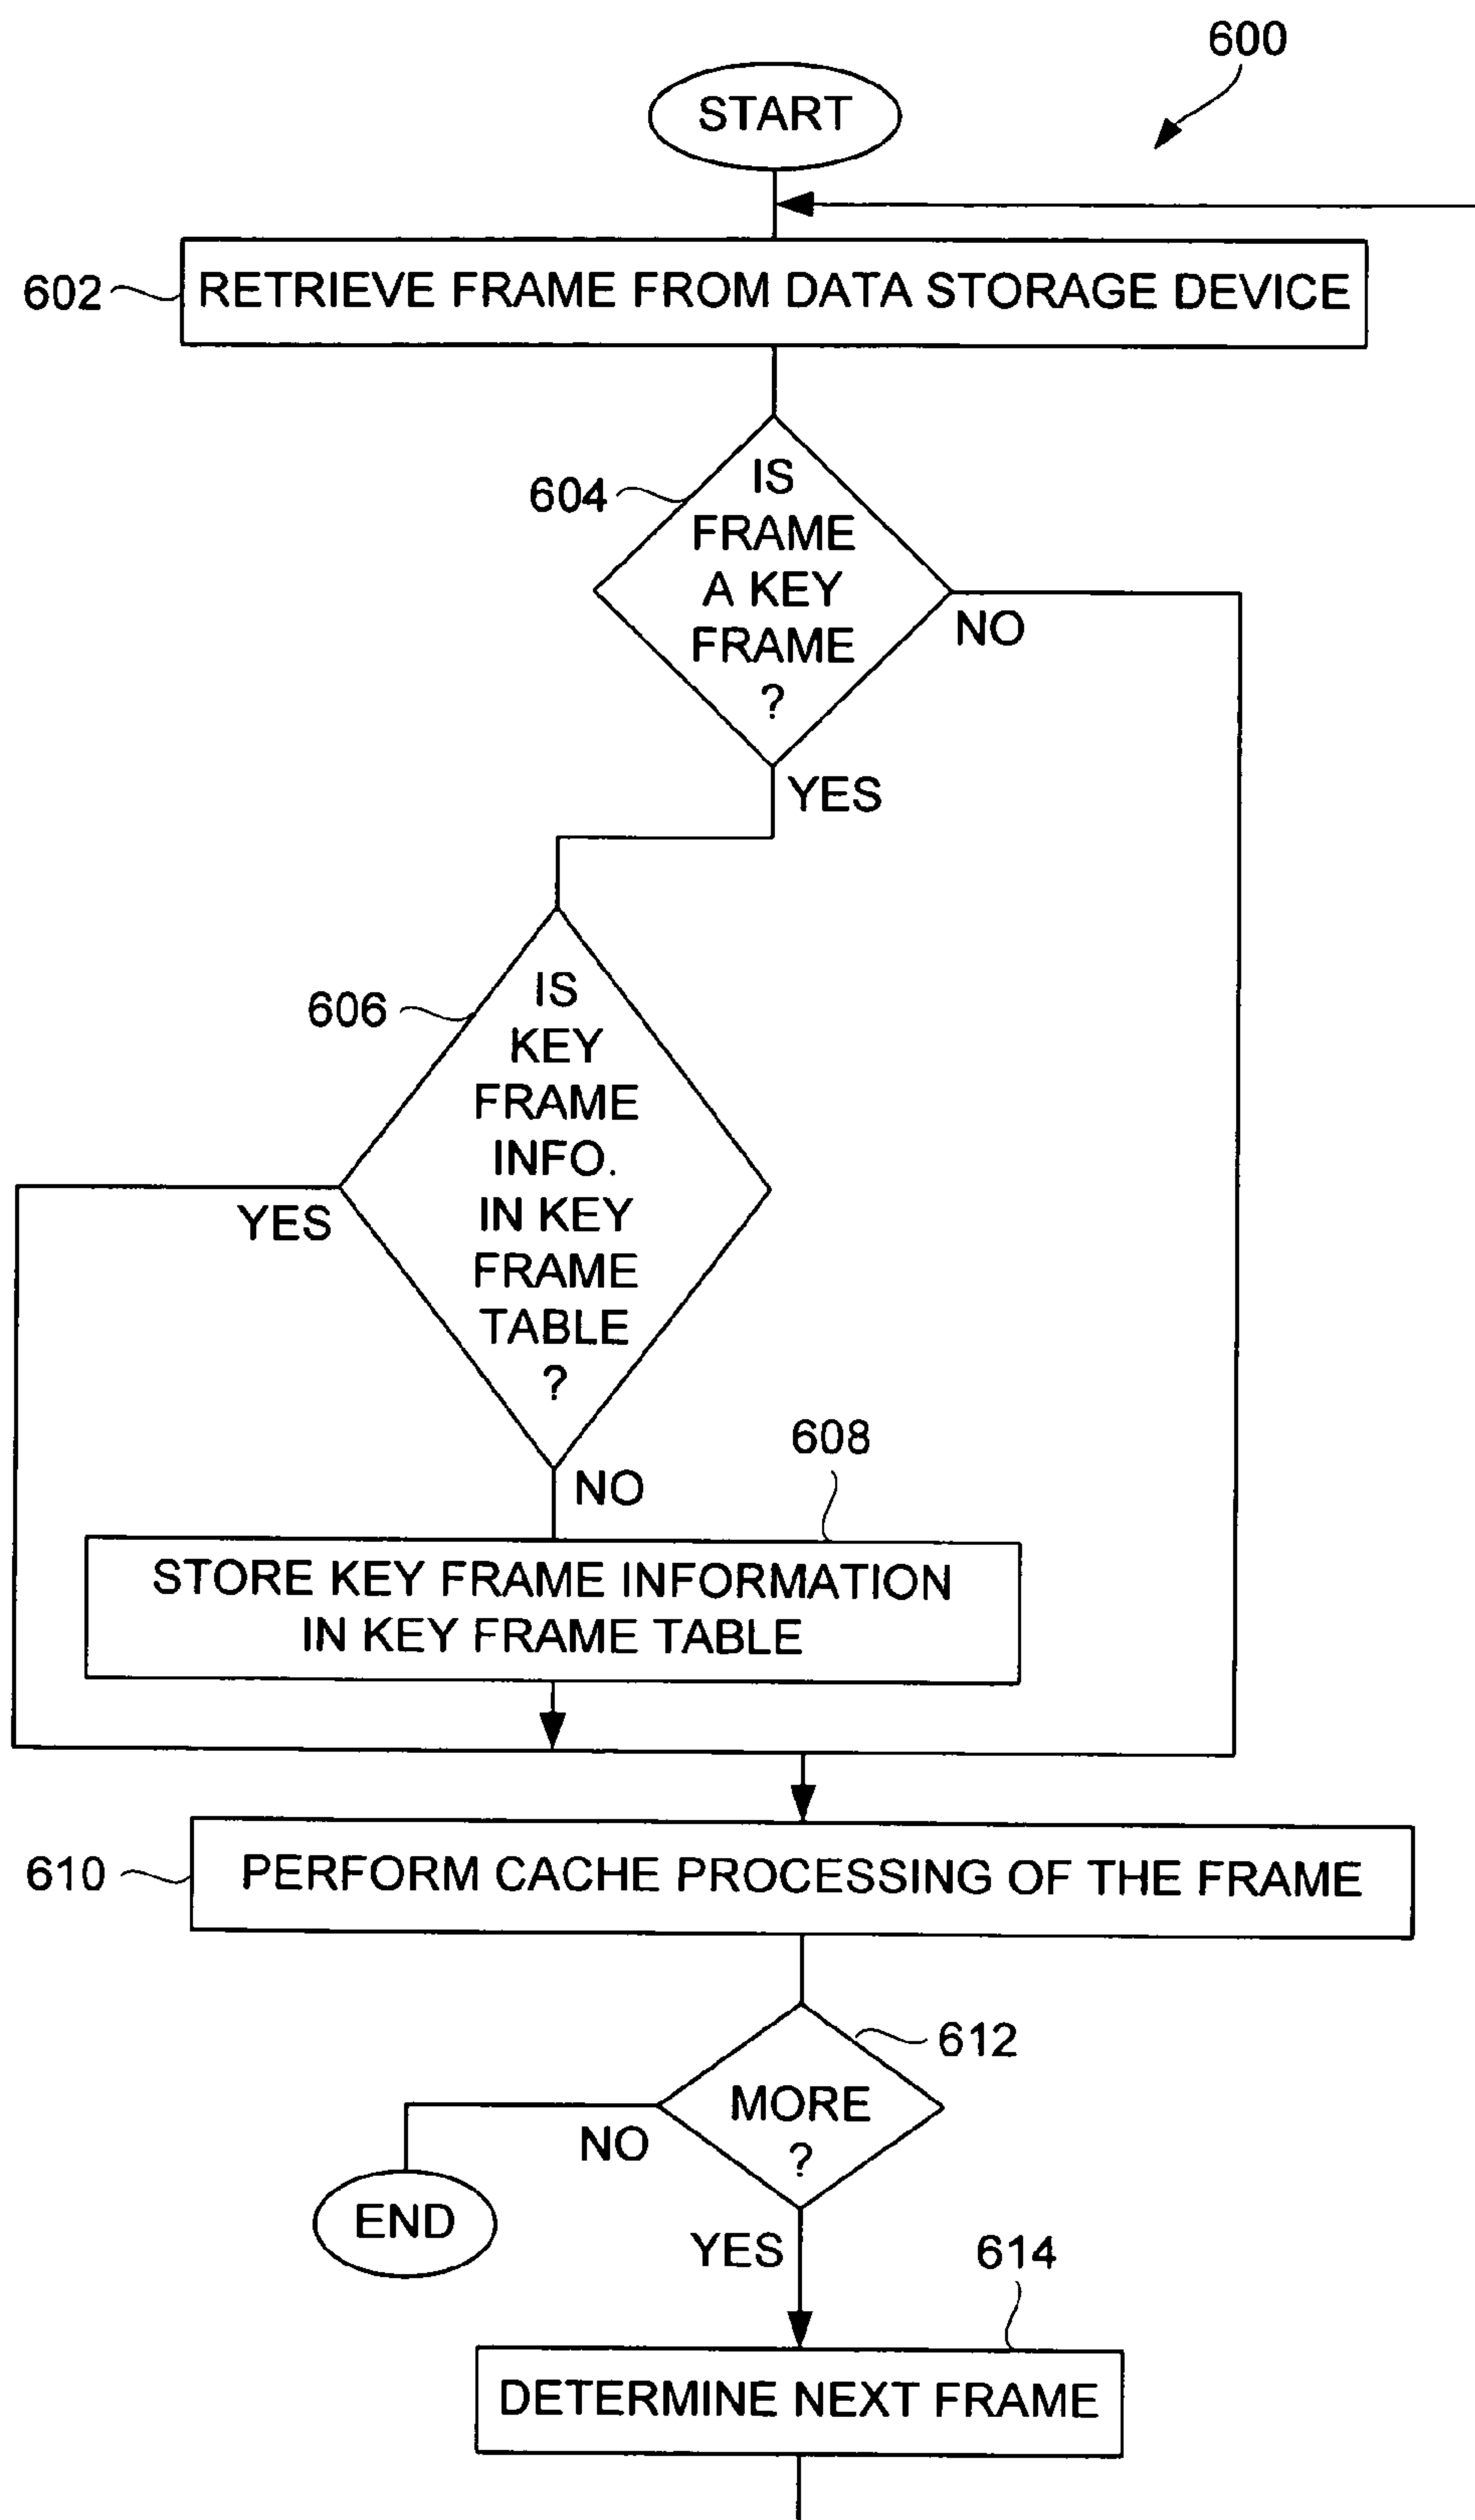 600
START
602
RETRIEVE FRAME FROM DATA STORAGE DEVICE
604
IS
FRAME
A KEY
FRAME
?
NO
YES
606
IS
KEY
FRAME
INFO.
IN KEY
FRAME
TABLE
?
YES
NO
608
STORE KEY FRAME INFORMATION
IN KEY FRAME TABLE
610
PERFORM CACHE PROCESSING OF THE FRAME
612
MORE
?
NO
END
YES
614
DETERMINE NEXT FRAME